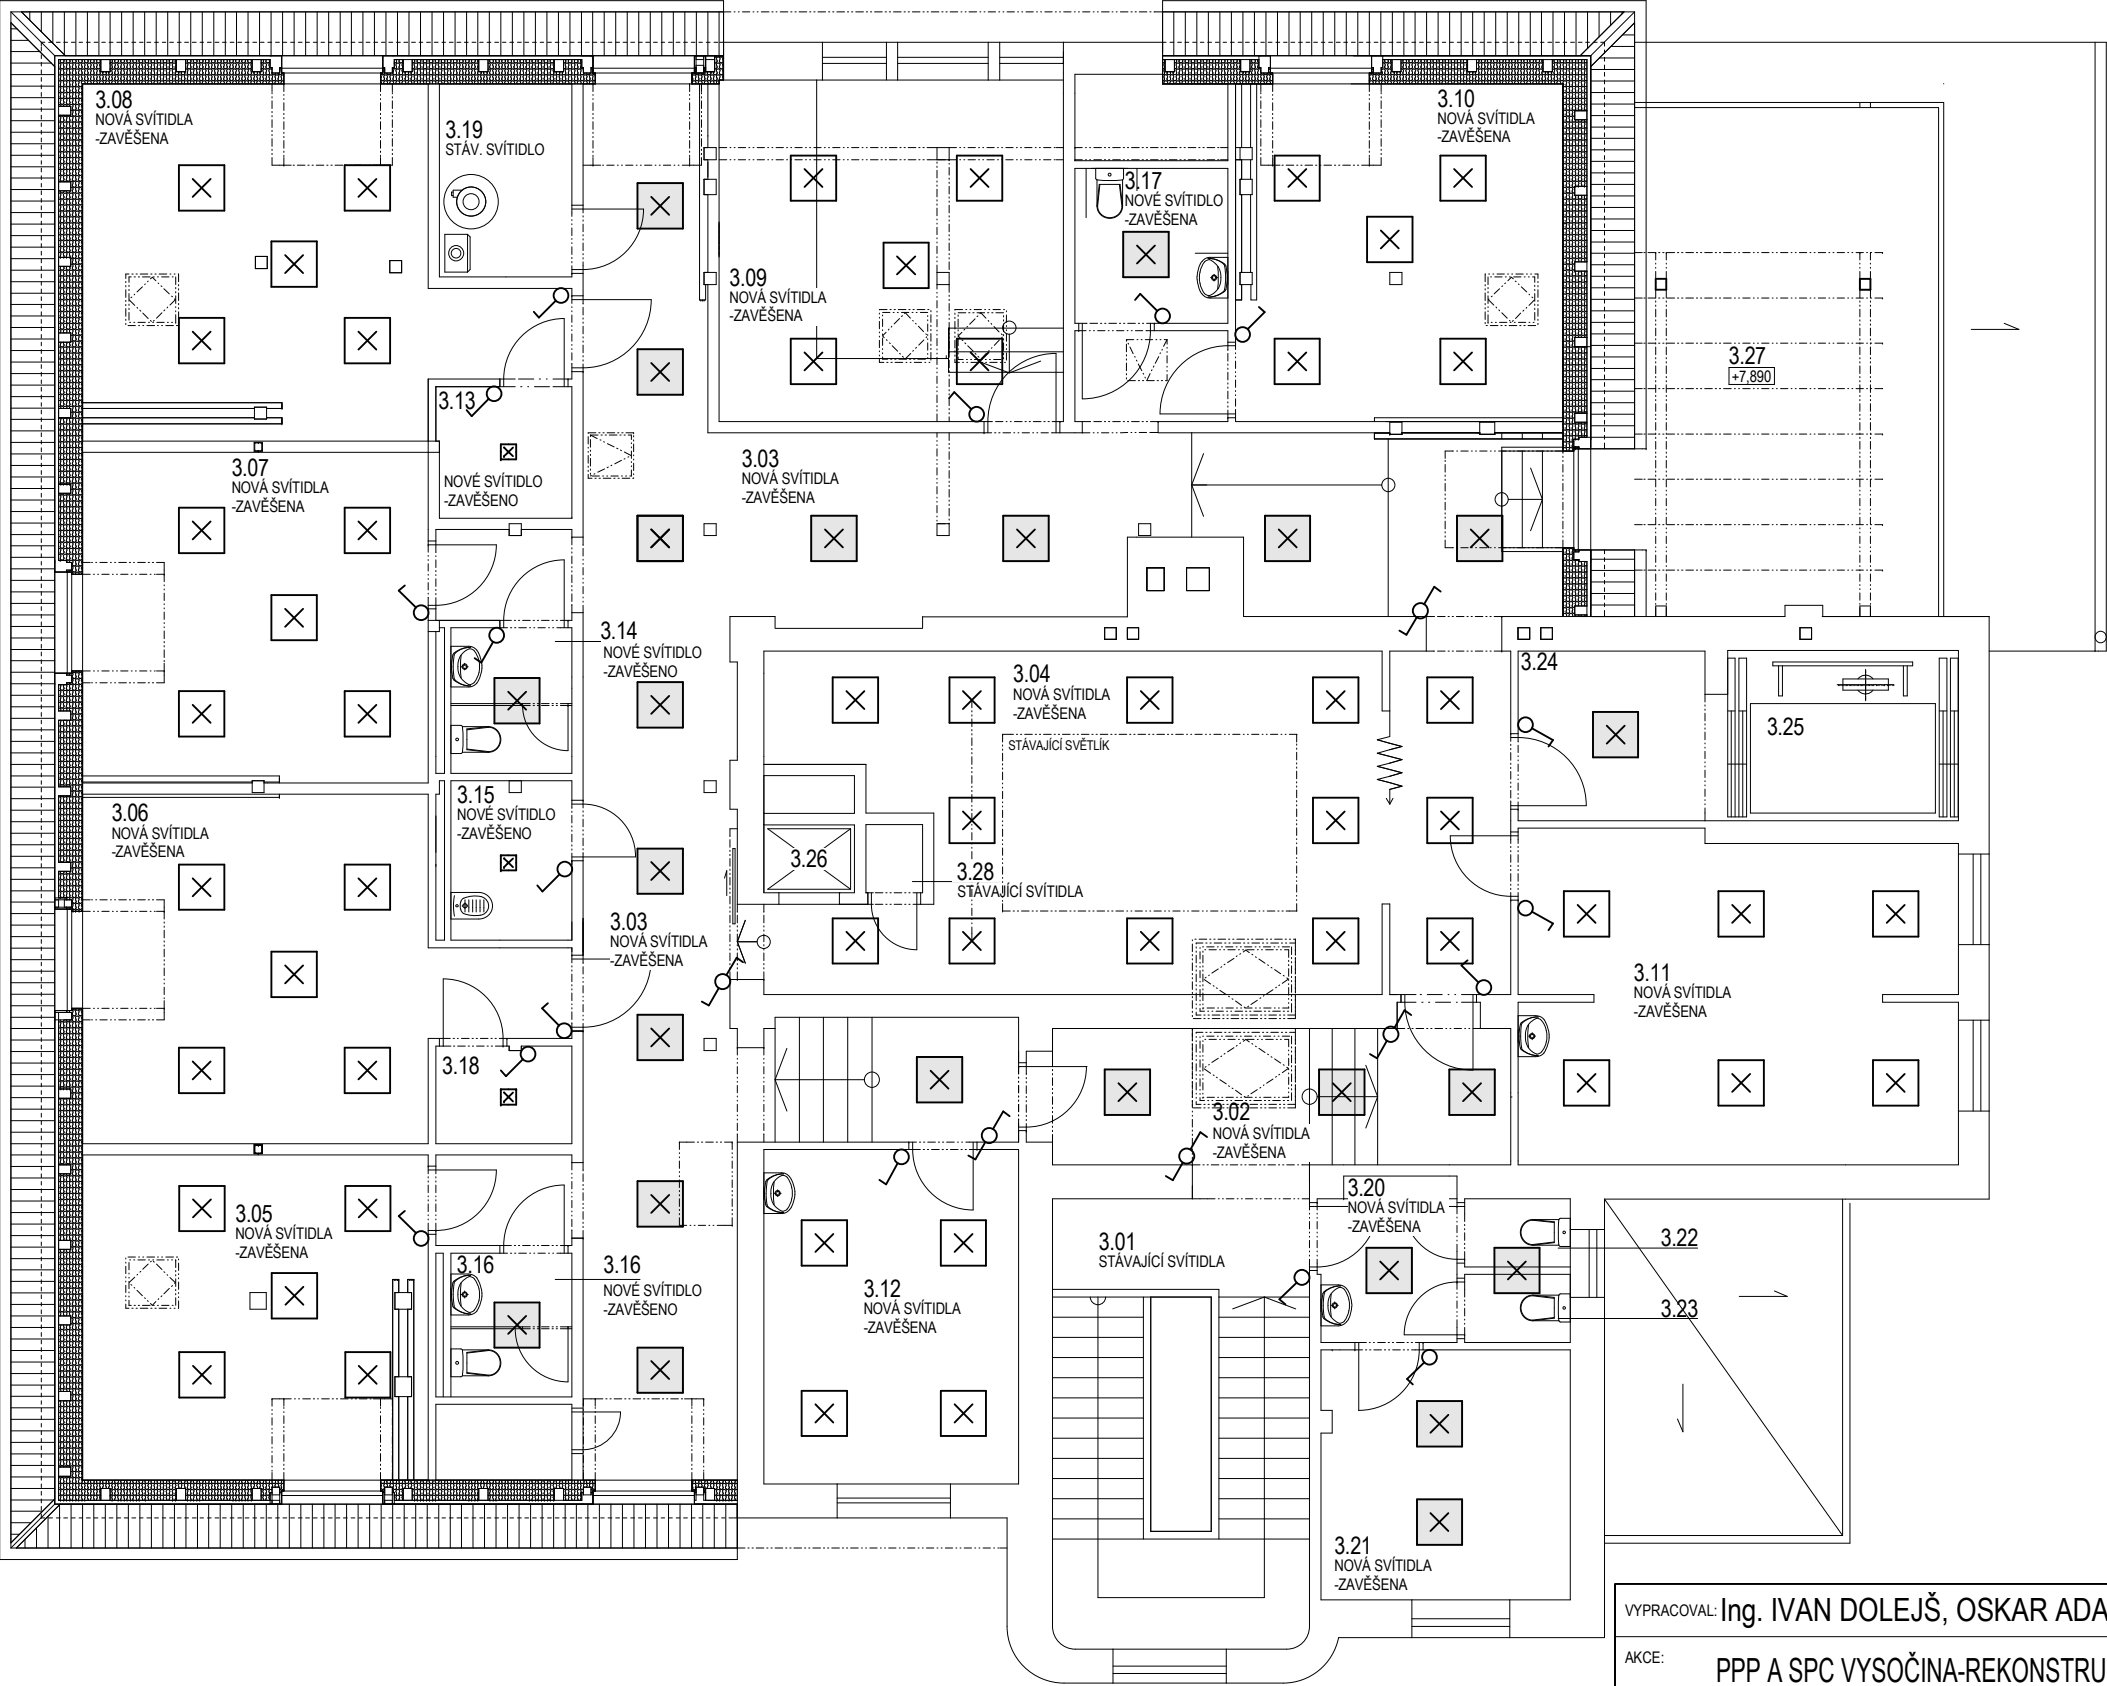 3.08
NOVÁ SVÍTIDLA
-ZAVĚŠENA
3.19
STÁV. SVÍTIDLO
3.17
NOVÉ SVÍTIDLO
-ZAVĚŠENA
3.10
NOVÁ SVÍTIDLA
-ZAVĚŠENA
3.09
NOVÁ SVÍTIDLA
-ZAVĚŠENA
3.27
+7,890
3.13
NOVÉ SVÍTIDLO
-ZAVĚŠENO
3.07
NOVÁ SVÍTIDLA
-ZAVĚŠENA
3.03
NOVÁ SVÍTIDLA
-ZAVĚŠENA
3.14
NOVÉ SVÍTIDLO
-ZAVĚŠENO
3.04
NOVÁ SVÍTIDLA
-ZAVĚŠENA
STÁVAJÍCÍ SVĚTLÍK
3.24
3.25
3.06
NOVÁ SVÍTIDLA
-ZAVĚŠENA
3.15
NOVÉ SVÍTIDLO
-ZAVĚŠENO
3.26
3.28
STÁVAJÍCÍ SVÍTIDLA
3.03
NOVÁ SVÍTIDLA
-ZAVĚŠENA
3.11
NOVÁ SVÍTIDLA
-ZAVĚŠENA
3.18
3.02
NOVÁ SVÍTIDLA
-ZAVĚŠENA
3.05
NOVÁ SVÍTIDLA
-ZAVĚŠENA
3.16
3.16
NOVÉ SVÍTIDLO
-ZAVĚŠENO
3.12
NOVÁ SVÍTIDLA
-ZAVĚŠENA
3.01
STÁVAJÍCÍ SVÍTIDLA
3.20
NOVÁ SVÍTIDLA
-ZAVĚŠENA
3.22
3.23
3.21
NOVÁ SVÍTIDLA
-ZAVĚŠENA
VYPRACOVAL: Ing. IVAN DOLEJŠ, OSKAR ADA
AKCE: PPP A SPC VYSOČINA-REKONSTRU